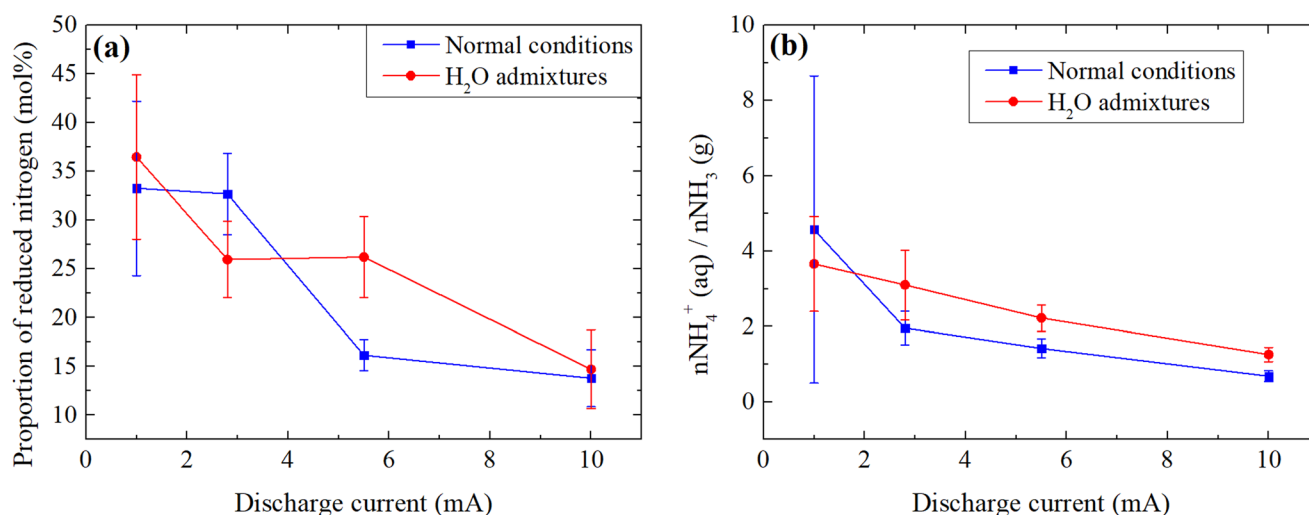 (a)
Normal conditions
H₂O admixtures
Proportion of reduced nitrogen (mol%)
50
45
40
35
30
25
20
15
10
0 2 4 6 8 10
Discharge current (mA)
(b)
Normal conditions
H₂O admixtures
nNH₄⁺ (aq) / nNH₃ (g)
10
8
6
4
2
0
0 2 4 6 8 10
Discharge current (mA)